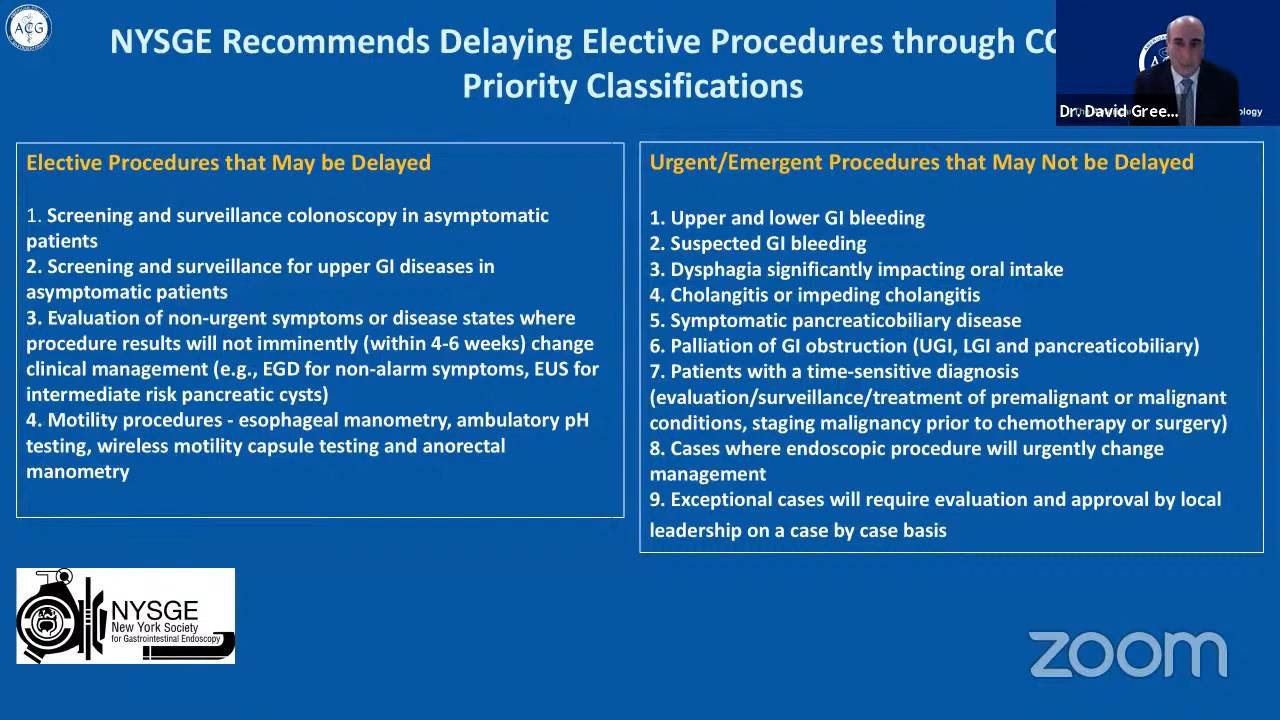 ACG
NYSGE Recommends Delaying Elective Procedures through CO
Priority Classifications
Dr. David Gree...
Elective Procedures that May be Delayed
1. Screening and surveillance colonoscopy in asymptomatic
patients
2. Screening and surveillance for upper GI diseases in
asymptomatic patients
3. Evaluation of non-urgent symptoms or disease states where
procedure results will not imminently (within 4-6 weeks) change
clinical management (e.g., EGD for non-alarm symptoms, EUS for
intermediate risk pancreatic cysts)
4. Motility procedures - esophageal manometry, ambulatory pH
testing, wireless motility capsule testing and anorectal
manometry
Urgent/Emergent Procedures that May Not be Delayed
1. Upper and lower GI bleeding
2. Suspected GI bleeding
3. Dysphagia significantly impacting oral intake
4. Cholangitis or impeding cholangitis
5. Symptomatic pancreaticobiliary disease
6. Palliation of GI obstruction (UGI, LGI and pancreaticobiliary)
7. Patients with a time-sensitive diagnosis
(evaluation/surveillance/treatment of premalignant or malignant
conditions, staging malignancy prior to chemotherapy or surgery)
8. Cases where endoscopic procedure will urgently change
management
9. Exceptional cases will require evaluation and approval by local
leadership on a case by case basis
NYSGE
New York Society
for Gastrointestinal Endoscopy
zoom